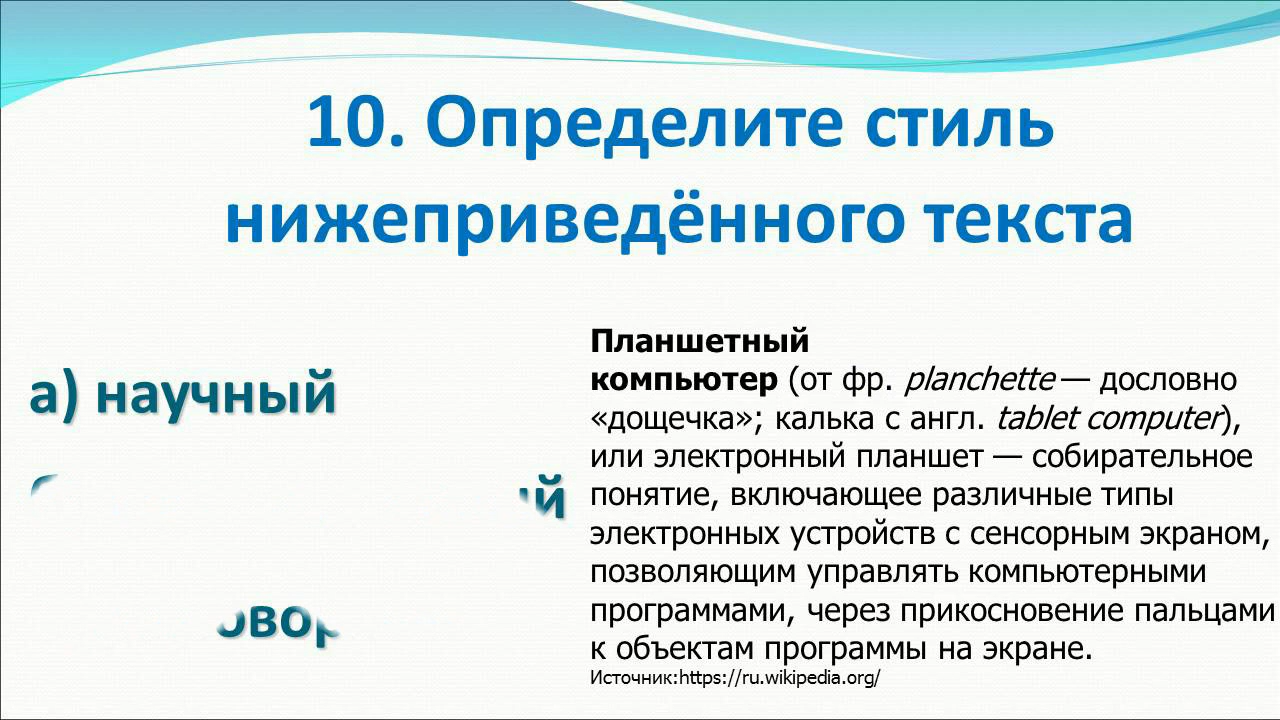 10. Определите стиль
нижеприведённого текста
а) научный
Планшетный
компьютер (от фр. planchette — дословно
«дощечка»; калька с англ. tablet computer),
или электронный планшет — собирательное
понятие, включающее различные типы
электронных устройств с сенсорным экраном,
позволяющим управлять компьютерными
программами, через прикосновение пальцами
к объектам программы на экране.
Источник:https://ru.wikipedia.org/